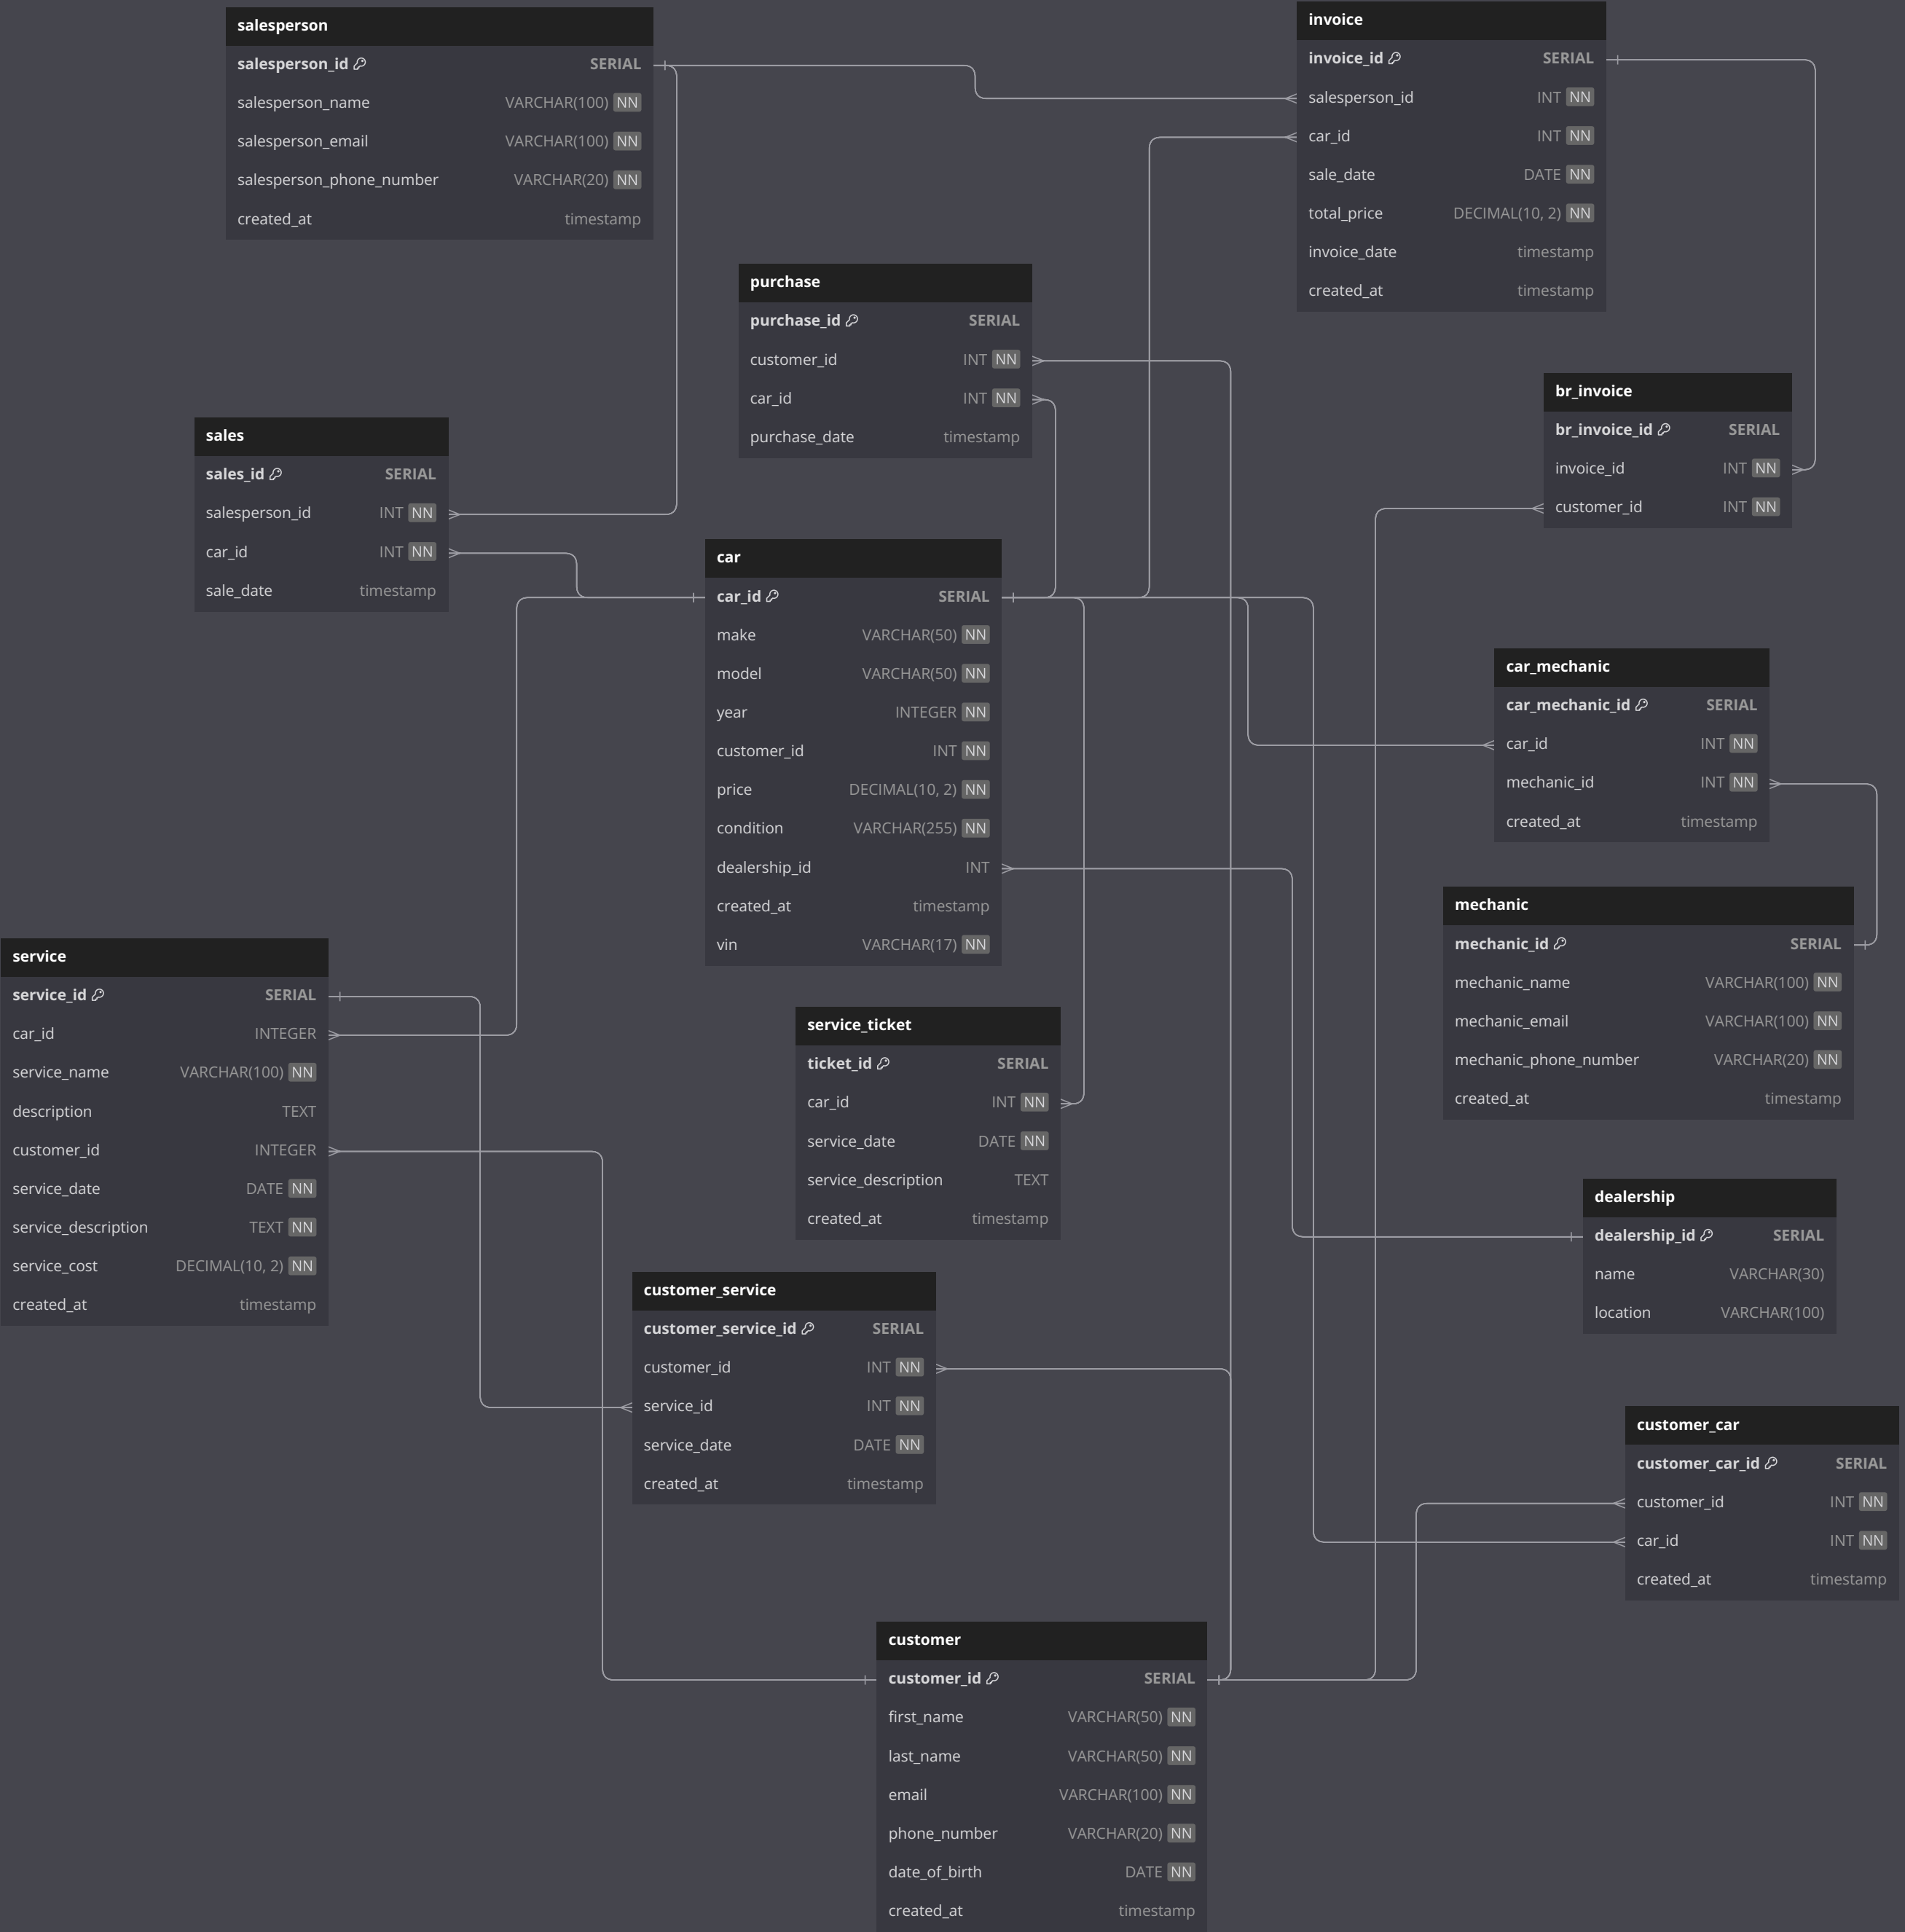 salesperson
salesperson_id SERIAL
salesperson_name VARCHAR(100) NN
salesperson_email VARCHAR(100) NN
salesperson_phone_number VARCHAR(20) NN
created_at timestamp
invoice
invoice_id SERIAL
salesperson_id INT NN
car_id INT NN
sale_date DATE NN
total_price DECIMAL(10, 2) NN
invoice_date timestamp
created_at timestamp
purchase
purchase_id SERIAL
customer_id INT NN
car_id INT NN
purchase_date timestamp
br_invoice
br_invoice_id SERIAL
invoice_id INT NN
customer_id INT NN
sales
sales_id SERIAL
salesperson_id INT NN
car_id INT NN
sale_date timestamp
car
car_id SERIAL
make VARCHAR(50) NN
model VARCHAR(50) NN
year INTEGER NN
customer_id INT NN
price DECIMAL(10, 2) NN
condition VARCHAR(255) NN
dealership_id INT
created_at timestamp
vin VARCHAR(17) NN
car_mechanic
car_mechanic_id SERIAL
car_id INT NN
mechanic_id INT NN
created_at timestamp
mechanic
mechanic_id SERIAL
mechanic_name VARCHAR(100) NN
mechanic_email VARCHAR(100) NN
mechanic_phone_number VARCHAR(20) NN
created_at timestamp
service
service_id SERIAL
car_id INTEGER
service_name VARCHAR(100) NN
description TEXT
customer_id INTEGER
service_date DATE NN
service_description TEXT NN
service_cost DECIMAL(10, 2) NN
created_at timestamp
service_ticket
ticket_id SERIAL
car_id INT NN
service_date DATE NN
service_description TEXT
created_at timestamp
dealership
dealership_id SERIAL
name VARCHAR(30)
location VARCHAR(100)
customer_service
customer_service_id SERIAL
customer_id INT NN
service_id INT NN
service_date DATE NN
created_at timestamp
customer_car
customer_car_id SERIAL
customer_id INT NN
car_id INT NN
created_at timestamp
customer
customer_id SERIAL
first_name VARCHAR(50) NN
last_name VARCHAR(50) NN
email VARCHAR(100) NN
phone_number VARCHAR(20) NN
date_of_birth DATE NN
created_at timestamp